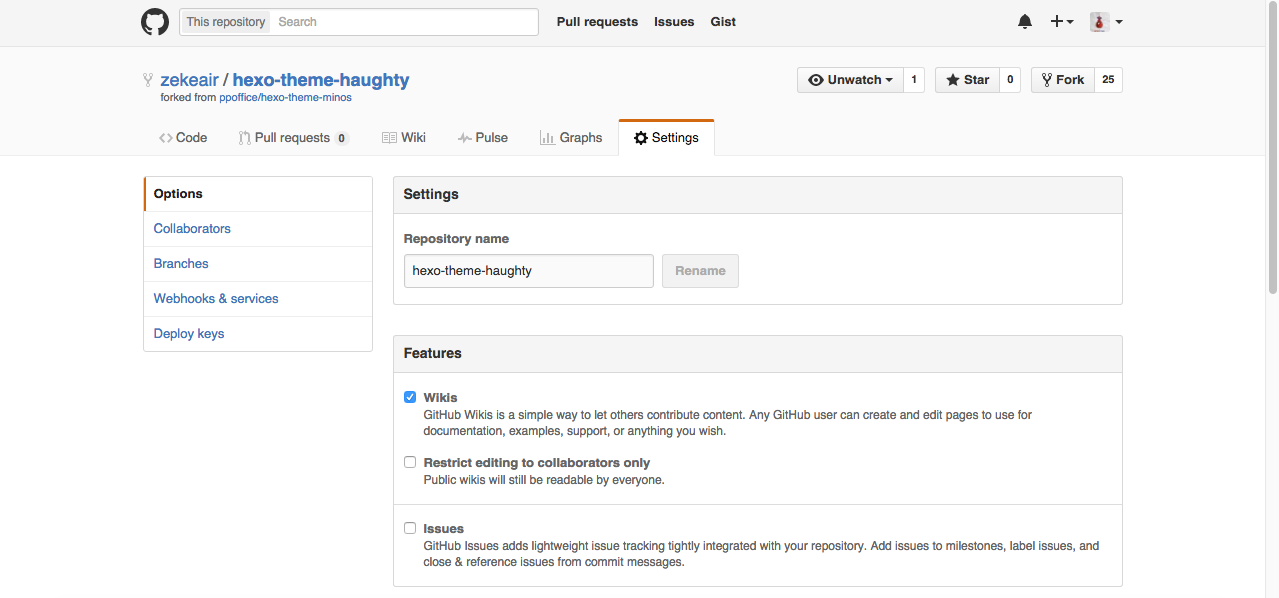 This repository Search Pull requests Issues Gist
zekeair / hexo-theme-haughty Unwatch 1 Star 0 Fork 25
forked from ppoffice/hexo-theme-minos
Code Pull requests 0 Wiki Pulse Graphs Settings
Options
Collaborators
Branches
Webhooks & services
Deploy keys
Settings
Repository name
hexo-theme-haughty Rename
Features
Wikis
GitHub Wikis is a simple way to let others contribute content. Any GitHub user can create and edit pages to use for
documentation, examples, support, or anything you wish.
Restrict editing to collaborators only
Public wikis will still be readable by everyone.
Issues
GitHub Issues adds lightweight issue tracking tightly integrated with your repository. Add issues to milestones, label issues, and
close & reference issues from commit messages.